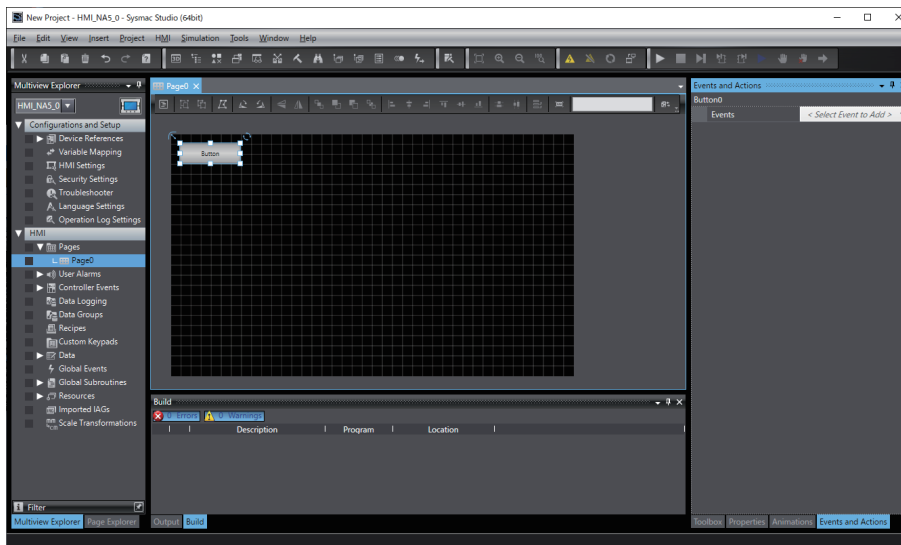 New Project - HMI_NA5_0 - Sysmac Studio (64bit)
File Edit View Insert Project HMI Simulation Tools Window Help
Multiview Explorer
HMI_NA5_0
Configurations and Setup
Device References
Variable Mapping
HMI Settings
Security Settings
Troubleshooter
Language Settings
Operation Log Settings
HMI
Pages
Page0
User Alarms
Controller Events
Data Logging
Data Groups
Recipes
Custom Keypads
Data
Global Events
Global Subroutines
Resources
Imported IAGs
Scale Transformations
Filter
Multiview Explorer Page Explorer
Page0
Button
Build
0 Errors 0 Warnings
Description Program Location
Output Build
Events and Actions
Button0
Events < Select Event to Add >
Toolbox Properties Animations Events and Actions